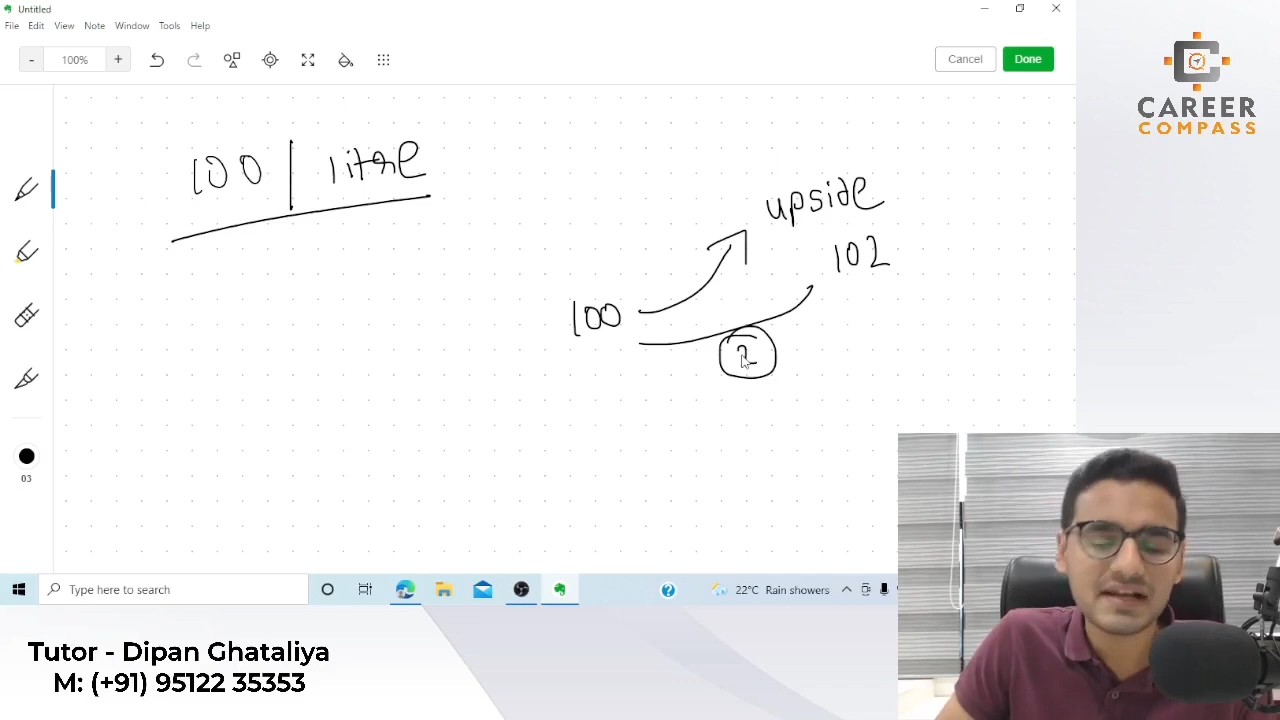 Untitled
File Edit View Note Window Tools Help
- 100% +
Cancel Done
CAREER
COMPASS
100 | litre
upside
102
100
2
03
Type here to search
22°C Rain showers
Tutor - Dipan Ghataliya
M: (+91) 95122 35353